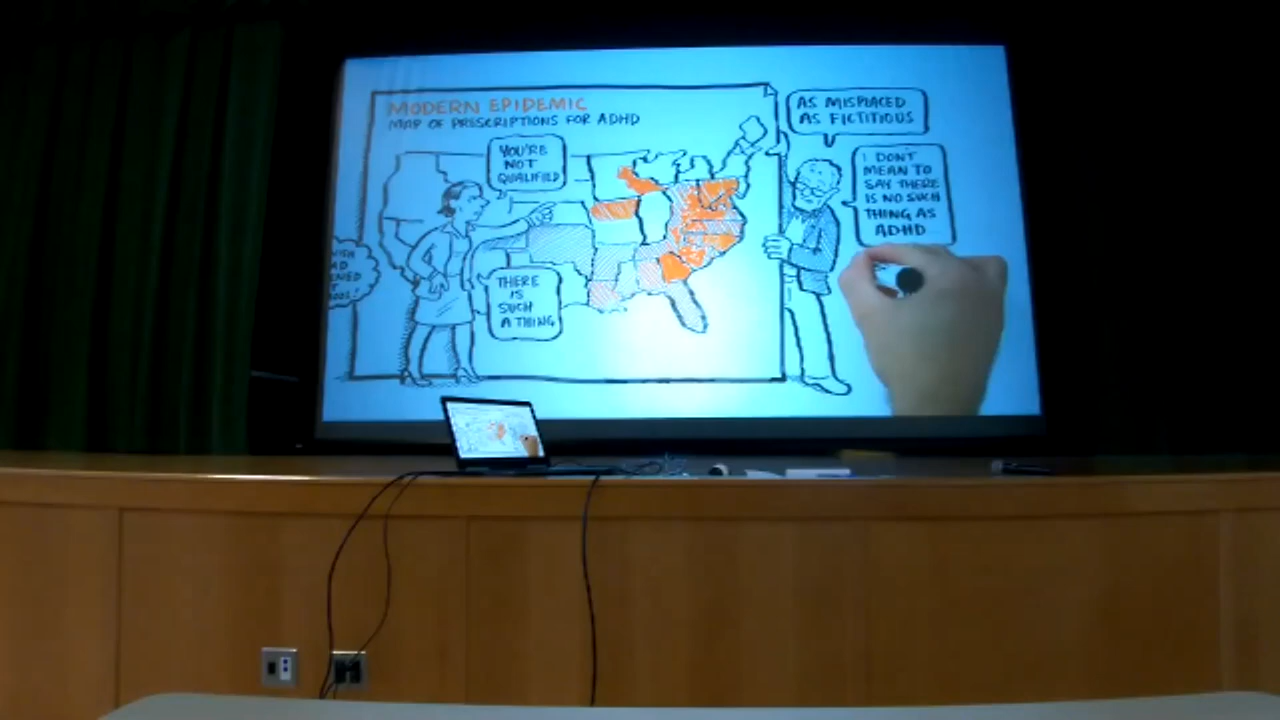 MODERN EPIDEMIC
MAP OF PRESCRIPTIONS FOR ADHD
AS MISPLACED
AS FICTITIOUS
YOU'RE
NOT
QUALIFIED
I DON'T
MEAN TO
SAY THERE
IS NO SUCH
THING AS
ADHD
THERE
IS
SUCH
A THING